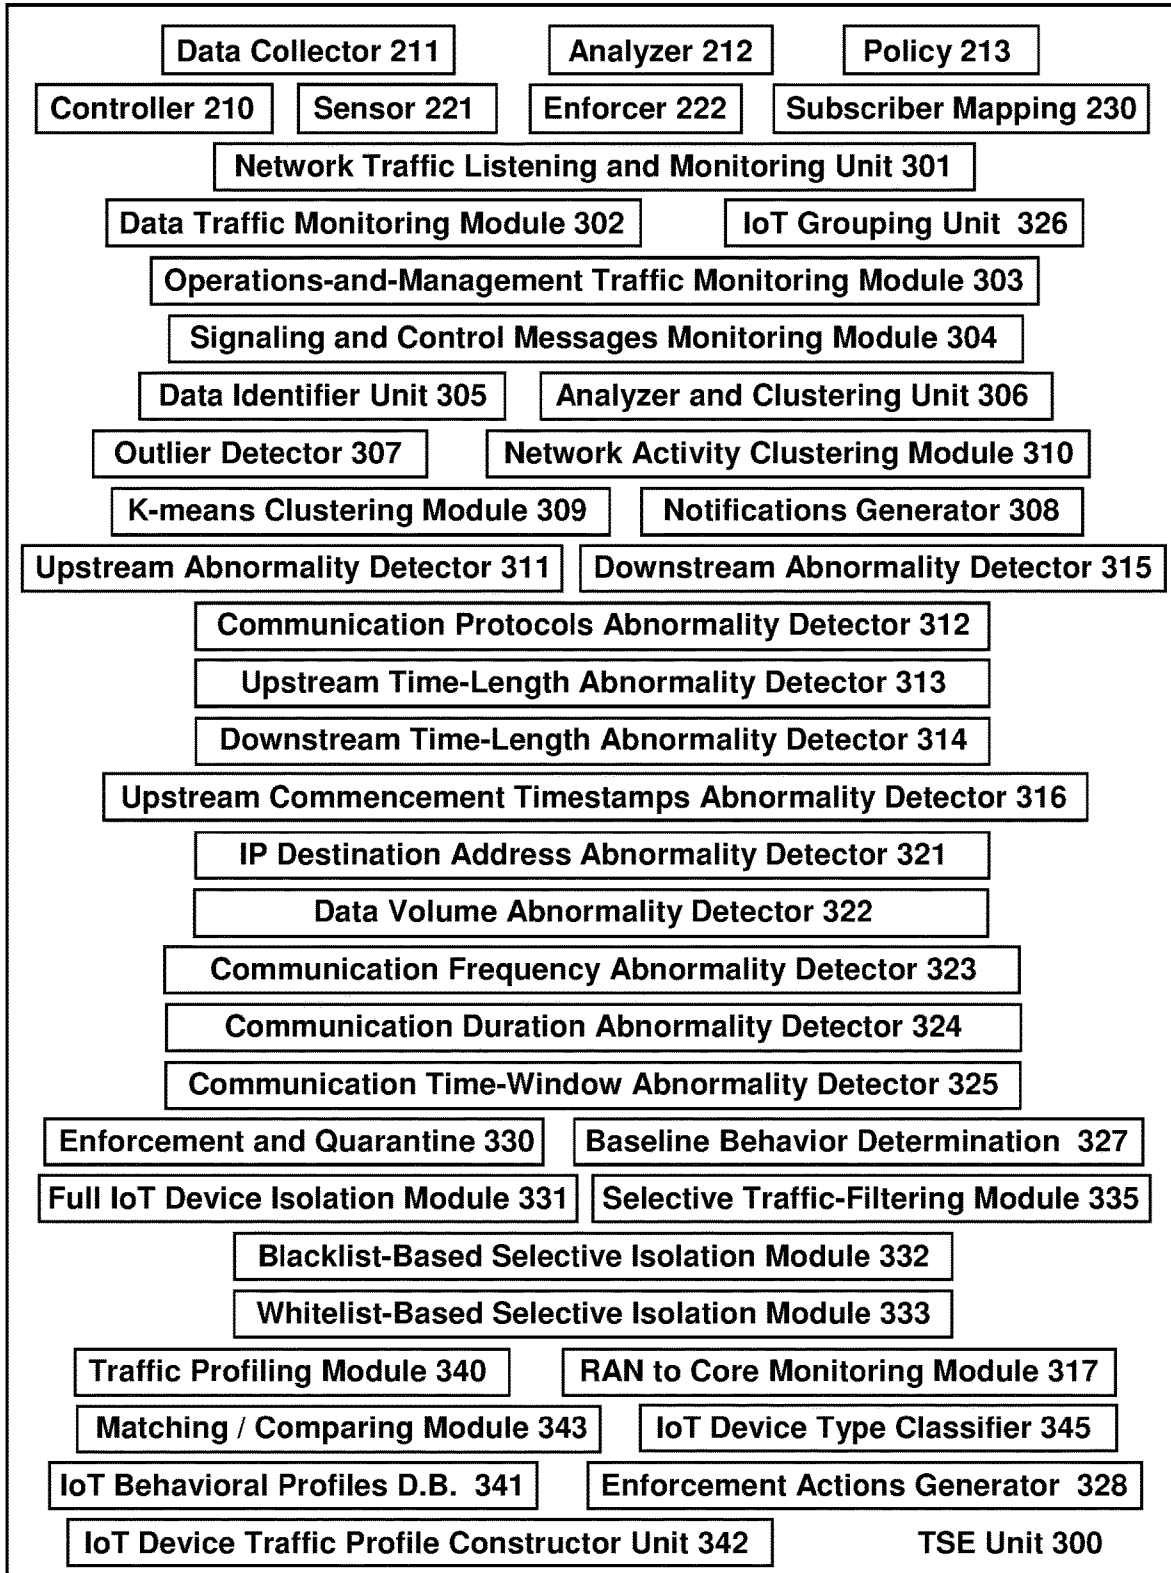 Data Collector 211 Analyzer 212 Policy 213
Controller 210 Sensor 221 Enforcer 222 Subscriber Mapping 230
Network Traffic Listening and Monitoring Unit 301
Data Traffic Monitoring Module 302 IoT Grouping Unit 326
Operations-and-Management Traffic Monitoring Module 303
Signaling and Control Messages Monitoring Module 304
Data Identifier Unit 305 Analyzer and Clustering Unit 306
Outlier Detector 307 Network Activity Clustering Module 310
K-means Clustering Module 309 Notifications Generator 308
Upstream Abnormality Detector 311 Downstream Abnormality Detector 315
Communication Protocols Abnormality Detector 312
Upstream Time-Length Abnormality Detector 313
Downstream Time-Length Abnormality Detector 314
Upstream Commencement Timestamps Abnormality Detector 316
IP Destination Address Abnormality Detector 321
Data Volume Abnormality Detector 322
Communication Frequency Abnormality Detector 323
Communication Duration Abnormality Detector 324
Communication Time-Window Abnormality Detector 325
Enforcement and Quarantine 330 Baseline Behavior Determination 327
Full IoT Device Isolation Module 331 Selective Traffic-Filtering Module 335
Blacklist-Based Selective Isolation Module 332
Whitelist-Based Selective Isolation Module 333
Traffic Profiling Module 340 RAN to Core Monitoring Module 317
Matching / Comparing Module 343 IoT Device Type Classifier 345
IoT Behavioral Profiles D.B. 341 Enforcement Actions Generator 328
IoT Device Traffic Profile Constructor Unit 342 TSE Unit 300